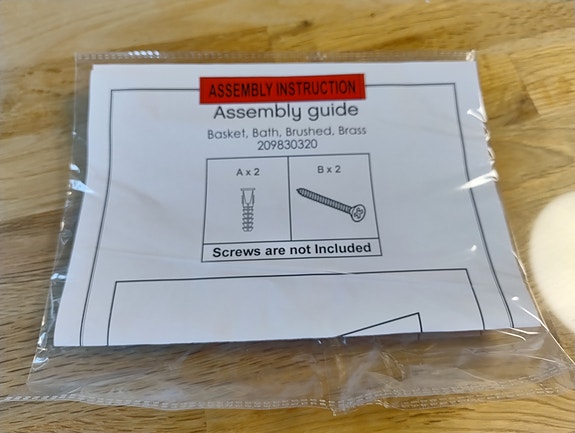 ASSEMBLY INSTRUCTION
Assembly guide
Basket, Bath, Brushed, Brass
209830320
A x 2 B x 2
Screws are not Included